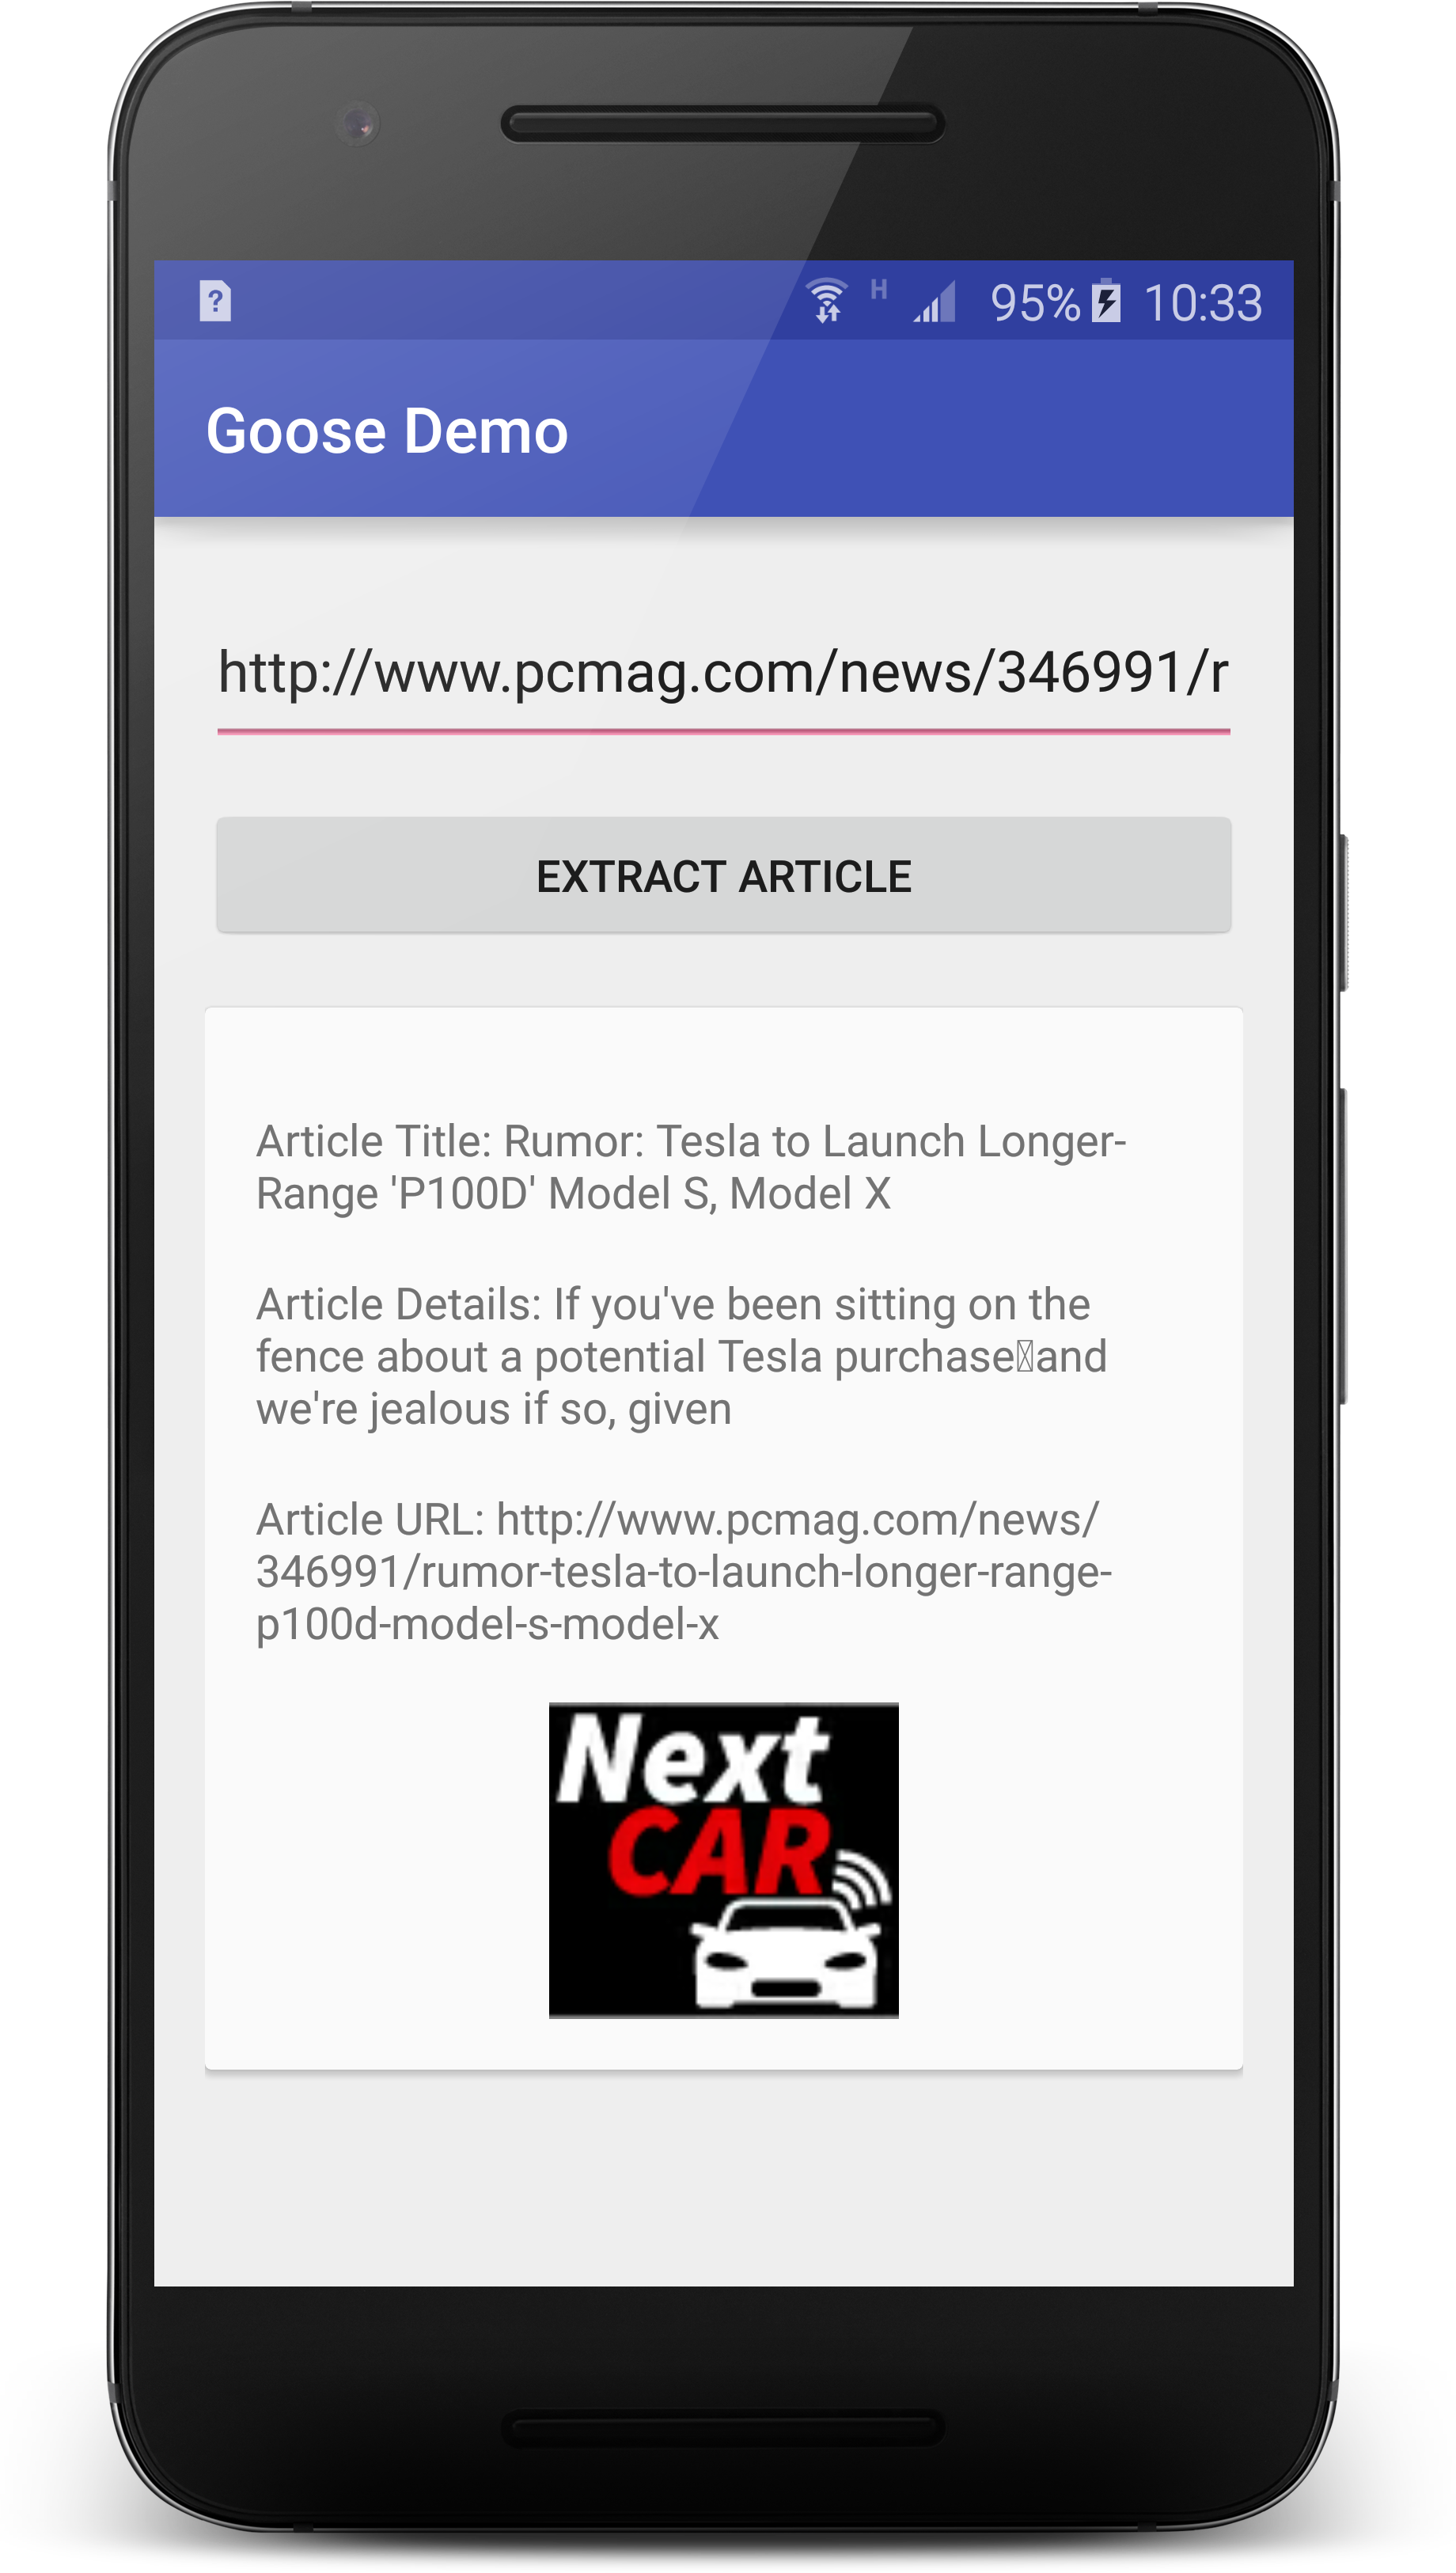 ?
H
95%
10:33
Goose Demo
http://www.pcmag.com/news/346991/r
EXTRACT ARTICLE
Article Title: Rumor: Tesla to Launch Longer-
Range 'P100D' Model S, Model X
Article Details: If you've been sitting on the
fence about a potential Tesla purchase▯and
we're jealous if so, given
Article URL: http://www.pcmag.com/news/
346991/rumor-tesla-to-launch-longer-range-
p100d-model-s-model-x
Next
CAR